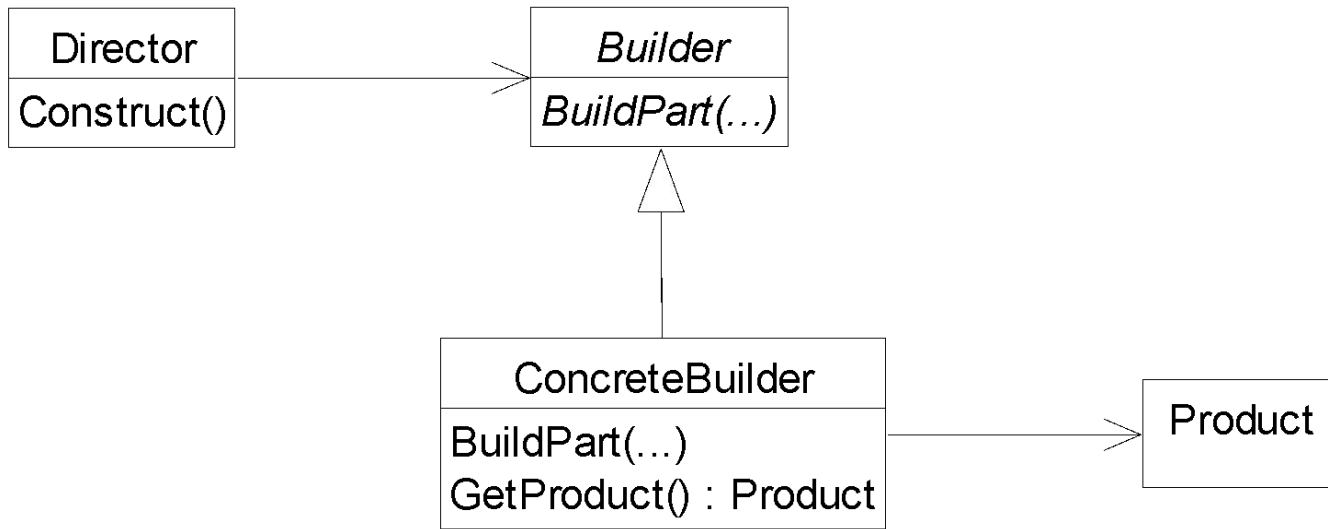 Director
Construct()
Builder
BuildPart(...)
ConcreteBuilder
BuildPart(...)
GetProduct() : Product
Product